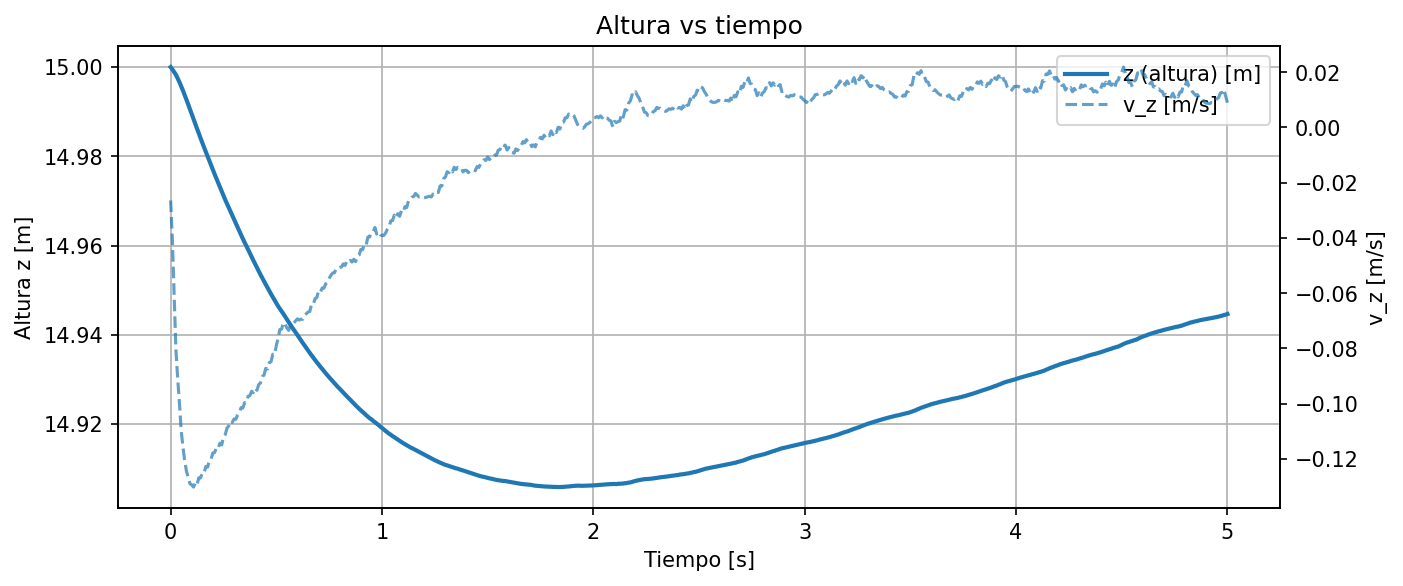 Altura vs tiempo
z (altura) [m]
v_z [m/s]
Altura z [m]
15.00
14.98
14.96
14.94
14.92
0.02
0.00
−0.02
−0.04
−0.06
−0.08
−0.10
−0.12
v_z [m/s]
0 1 2 3 4 5
Tiempo [s]